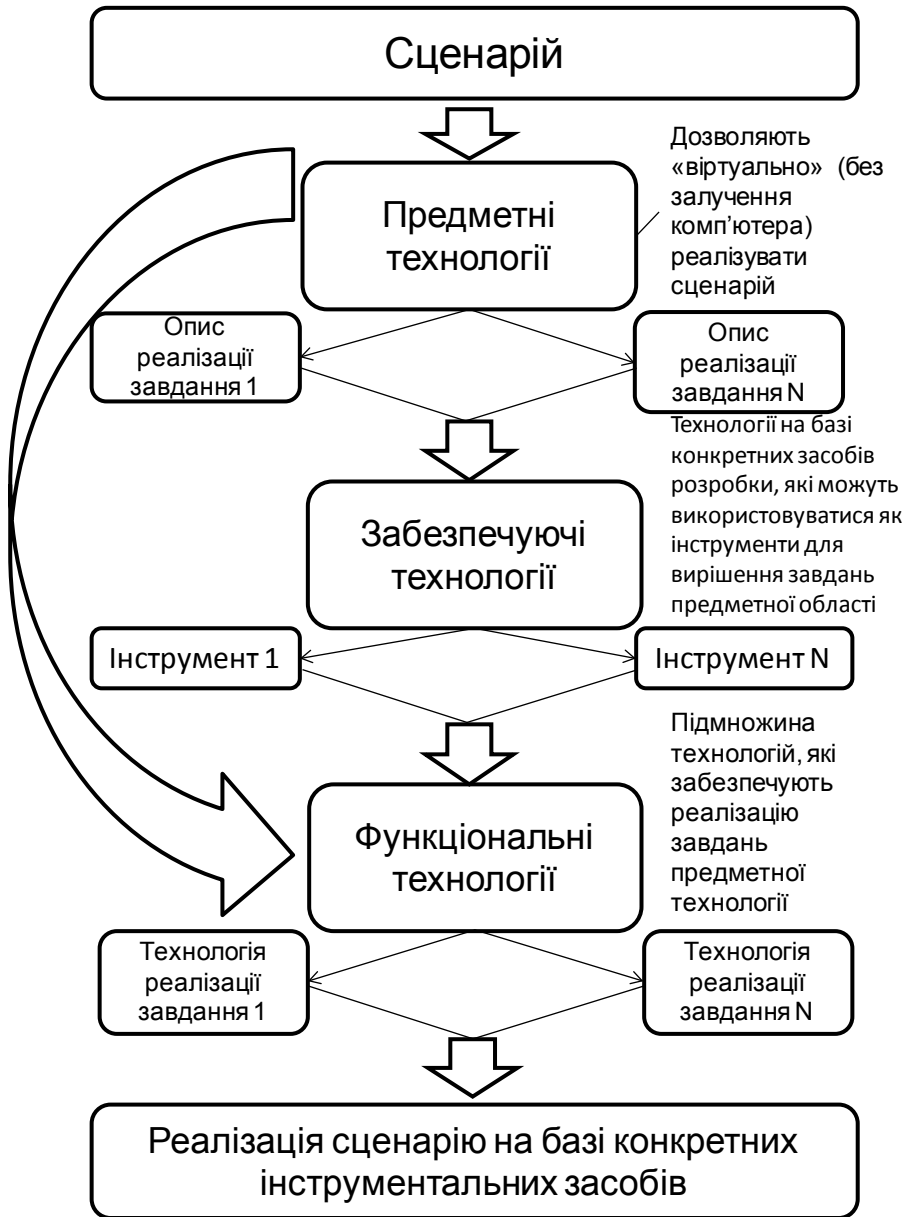 Сценарій
Дозволяють
«віртуально» (без
залучення
комп’ютера)
реалізувати
сценарій
Предметні
технології
Опис
реалізації
завдання 1
Опис
реалізації
завдання N
Технології на базі
конкретних засобів
розробки, які можуть
використовуватися як
інструменти для
вирішення завдань
предметної області
Забезпечуючі
технології
Інструмент 1
Інструмент N
Підмножина
технологій, які
забезпечують
реалізацію
завдань
предметної
технології
Функціональні
технології
Технологія
реалізації
завдання 1
Технологія
реалізації
завдання N
Реалізація сценарію на базі конкретних
інструментальних засобів